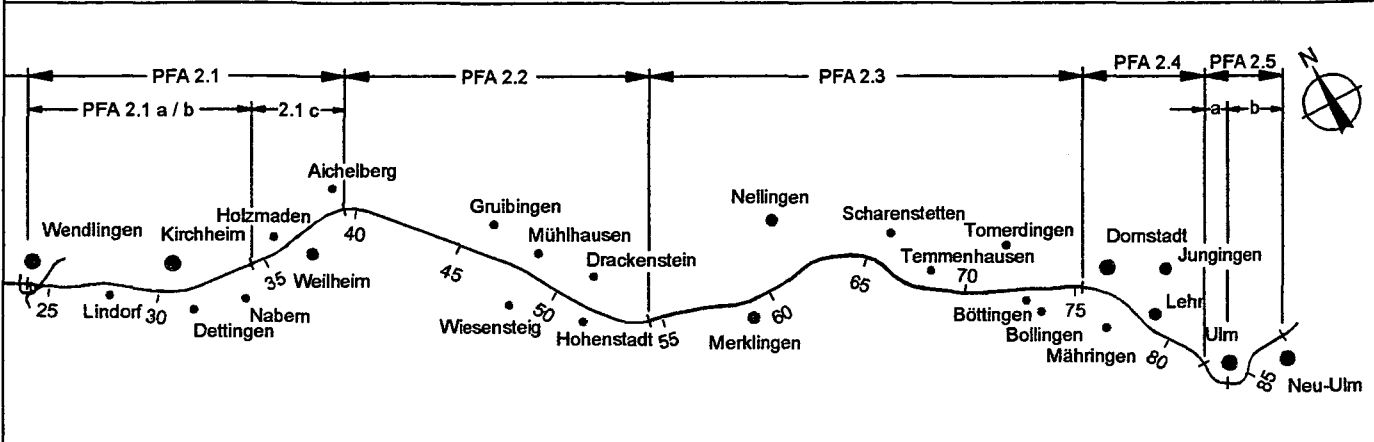 PFA 2.1
PFA 2.2
PFA 2.3
PFA 2.4
PFA 2.5
N
PFA 2.1 a / b
2.1 c
a
b
Aichelberg
Wendlingen
Kirchheim
Holzmaden
Weilheim
Gruibingen
Mühlhausen
Drackenstein
Nellingen
Scharenstetten
Temmenhausen
Tomerdingen
Dornstadt
Jungingen
Lehr
Ulm
Neu-Ulm
Lindorf
Dettingen
Nabern
Wiesensteig
Hohenstadt
Merklingen
Böttingen
Bollingen
Mähringen
25
30
35
40
45
50
55
60
65
70
75
80
85